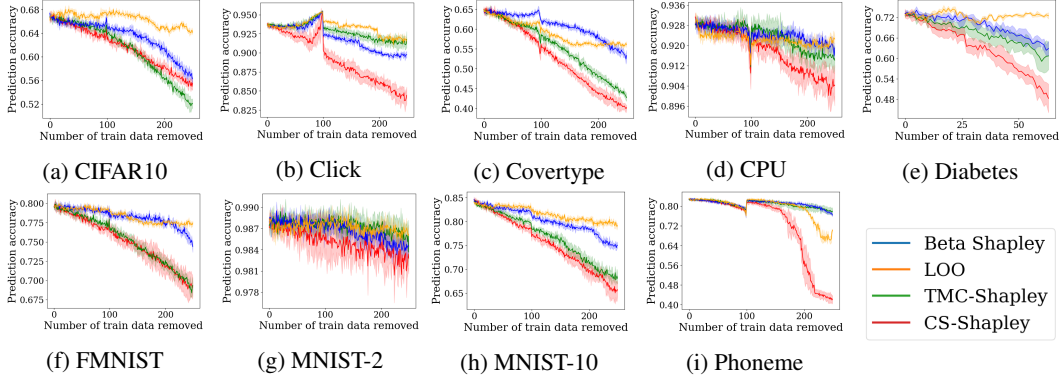 Prediction accuracy
0.68
0.64
0.60
0.56
0.52
0
100
200
Number of train data removed
(a) CIFAR10
Prediction accuracy
0.950
0.925
0.900
0.875
0.850
0.825
0
100
200
Number of train data removed
(b) Click
Prediction accuracy
0.65
0.60
0.55
0.50
0.45
0.40
0
100
200
Number of train data removed
(c) Covertype
Prediction accuracy
0.936
0.928
0.920
0.912
0.904
0.896
0
100
200
Number of train data removed
(d) CPU
Prediction accuracy
0.72
0.66
0.60
0.54
0.48
0
25
50
Number of train data removed
(e) Diabetes
Prediction accuracy
0.800
0.775
0.750
0.725
0.700
0.675
0
100
200
Number of train data removed
(f) FMNIST
Prediction accuracy
0.990
0.987
0.984
0.981
0.978
0
100
200
Number of train data removed
(g) MNIST-2
Prediction accuracy
0.85
0.80
0.75
0.70
0.65
0
100
200
Number of train data removed
(h) MNIST-10
Prediction accuracy
0.80
0.72
0.64
0.56
0.48
0.40
0
100
200
Number of train data removed
(i) Phoneme
Beta Shapley
LOO
TMC-Shapley
CS-Shapley